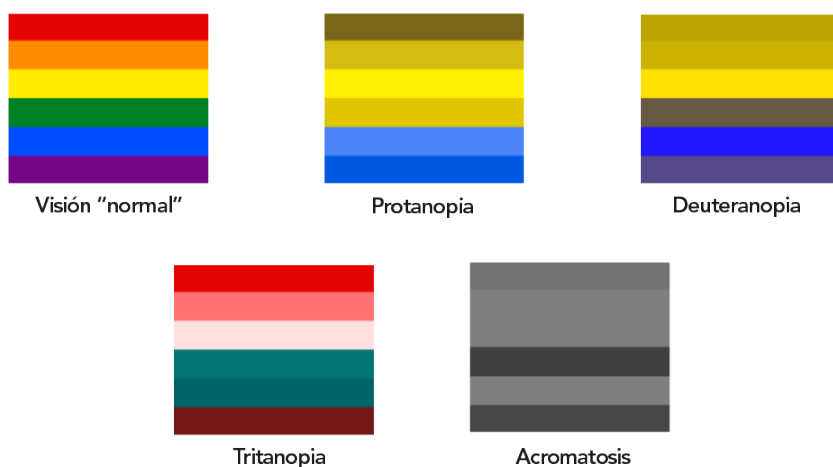 Visión “normal”
Protanopia
Deuteranopia
Tritanopia
Acromatosis